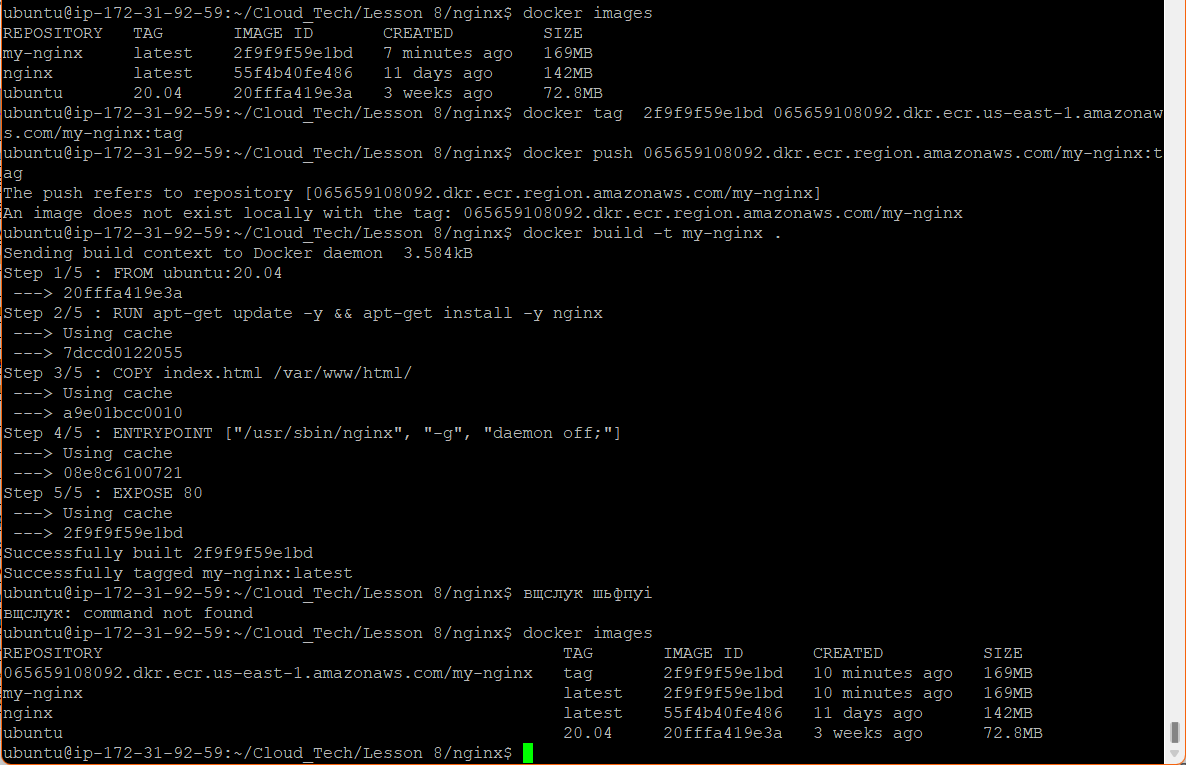 ubuntu@ip-172-31-92-59:~/Cloud_Tech/Lesson 8/nginx$ docker images
REPOSITORY   TAG       IMAGE ID       CREATED         SIZE
my-nginx     latest    2f9f9f59e1bd   7 minutes ago   169MB
nginx        latest    55f4b40fe486   11 days ago     142MB
ubuntu       20.04     20fffa419e3a   3 weeks ago     72.8MB
ubuntu@ip-172-31-92-59:~/Cloud_Tech/Lesson 8/nginx$ docker tag  2f9f9f59e1bd 065659108092.dkr.ecr.us-east-1.amazonaw
s.com/my-nginx:tag
ubuntu@ip-172-31-92-59:~/Cloud_Tech/Lesson 8/nginx$ docker push 065659108092.dkr.ecr.region.amazonaws.com/my-nginx:t
ag
The push refers to repository [065659108092.dkr.ecr.region.amazonaws.com/my-nginx]
An image does not exist locally with the tag: 065659108092.dkr.ecr.region.amazonaws.com/my-nginx
ubuntu@ip-172-31-92-59:~/Cloud_Tech/Lesson 8/nginx$ docker build -t my-nginx .
Sending build context to Docker daemon  3.584kB
Step 1/5 : FROM ubuntu:20.04
 ---> 20fffa419e3a
Step 2/5 : RUN apt-get update -y && apt-get install -y nginx
 ---> Using cache
 ---> 7dccd0122055
Step 3/5 : COPY index.html /var/www/html/
 ---> Using cache
 ---> a9e01bcc0010
Step 4/5 : ENTRYPOINT ["/usr/sbin/nginx", "-g", "daemon off;"]
 ---> Using cache
 ---> 08e8c6100721
Step 5/5 : EXPOSE 80
 ---> Using cache
 ---> 2f9f9f59e1bd
Successfully built 2f9f9f59e1bd
Successfully tagged my-nginx:latest
ubuntu@ip-172-31-92-59:~/Cloud_Tech/Lesson 8/nginx$ вщслук шьфпуі
вщслук: command not found
ubuntu@ip-172-31-92-59:~/Cloud_Tech/Lesson 8/nginx$ docker images
REPOSITORY                                              TAG       IMAGE ID       CREATED          SIZE
065659108092.dkr.ecr.us-east-1.amazonaws.com/my-nginx   tag       2f9f9f59e1bd   10 minutes ago   169MB
my-nginx                                                latest    2f9f9f59e1bd   10 minutes ago   169MB
nginx                                                   latest    55f4b40fe486   11 days ago      142MB
ubuntu                                                  20.04     20fffa419e3a   3 weeks ago      72.8MB
ubuntu@ip-172-31-92-59:~/Cloud_Tech/Lesson 8/nginx$